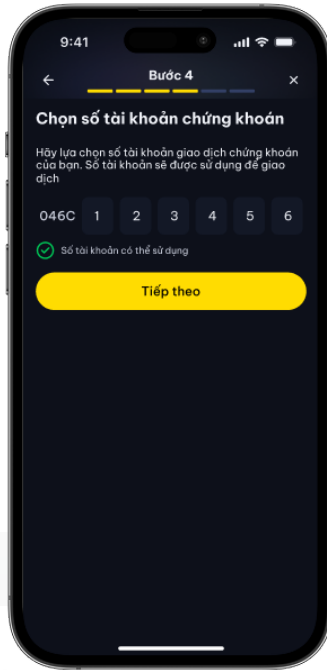 9:41
Bước 4
Chọn số tài khoản chứng khoán
Hãy lựa chọn số tài khoản giao dịch chứng khoán
của bạn. Số tài khoản sẽ được sử dụng để giao
dịch
046C 1 2 3 4 5 6
Số tài khoản có thể sử dụng
Tiếp theo